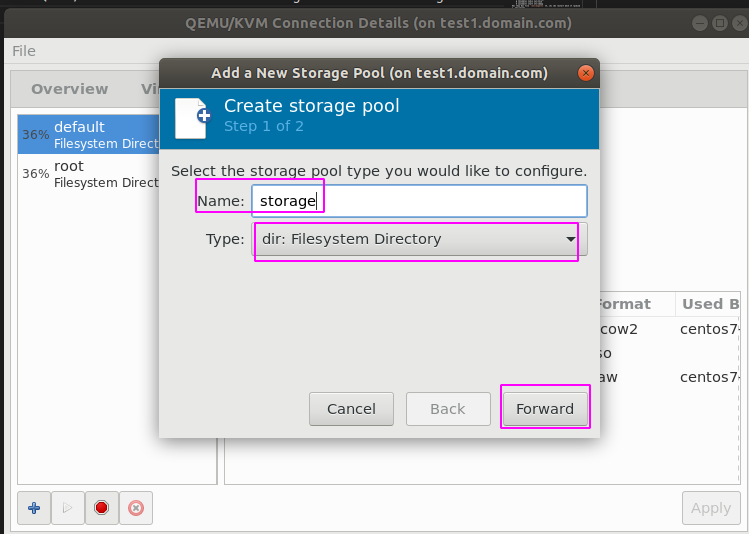 QEMU/KVM Connection Details (on test1.domain.com)
File
Overview
Add a New Storage Pool (on test1.domain.com)
Create storage pool
Step 1 of 2
36% default
Filesystem Direct
36% root
Filesystem Direct
Select the storage pool type you would like to configure.
Name: storage
Type: dir: Filesystem Directory
Format Used B
cow2 centos7-
so
aw centos7-
Cancel Back Forward
Apply